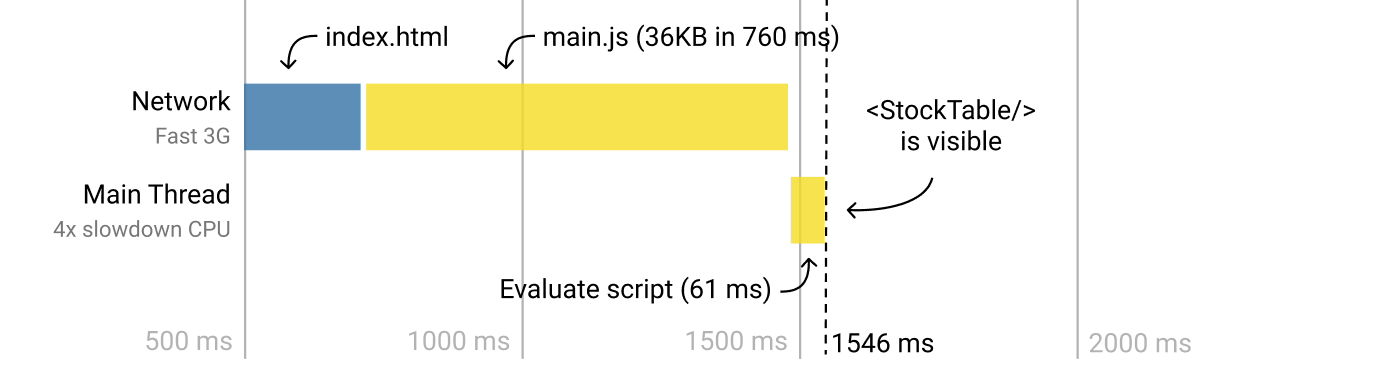 index.html
main.js (36KB in 760 ms)
Network
Fast 3G
<StockTable/>
is visible
Main Thread
4x slowdown CPU
Evaluate script (61 ms)
500 ms
1000 ms
1500 ms
1546 ms
2000 ms